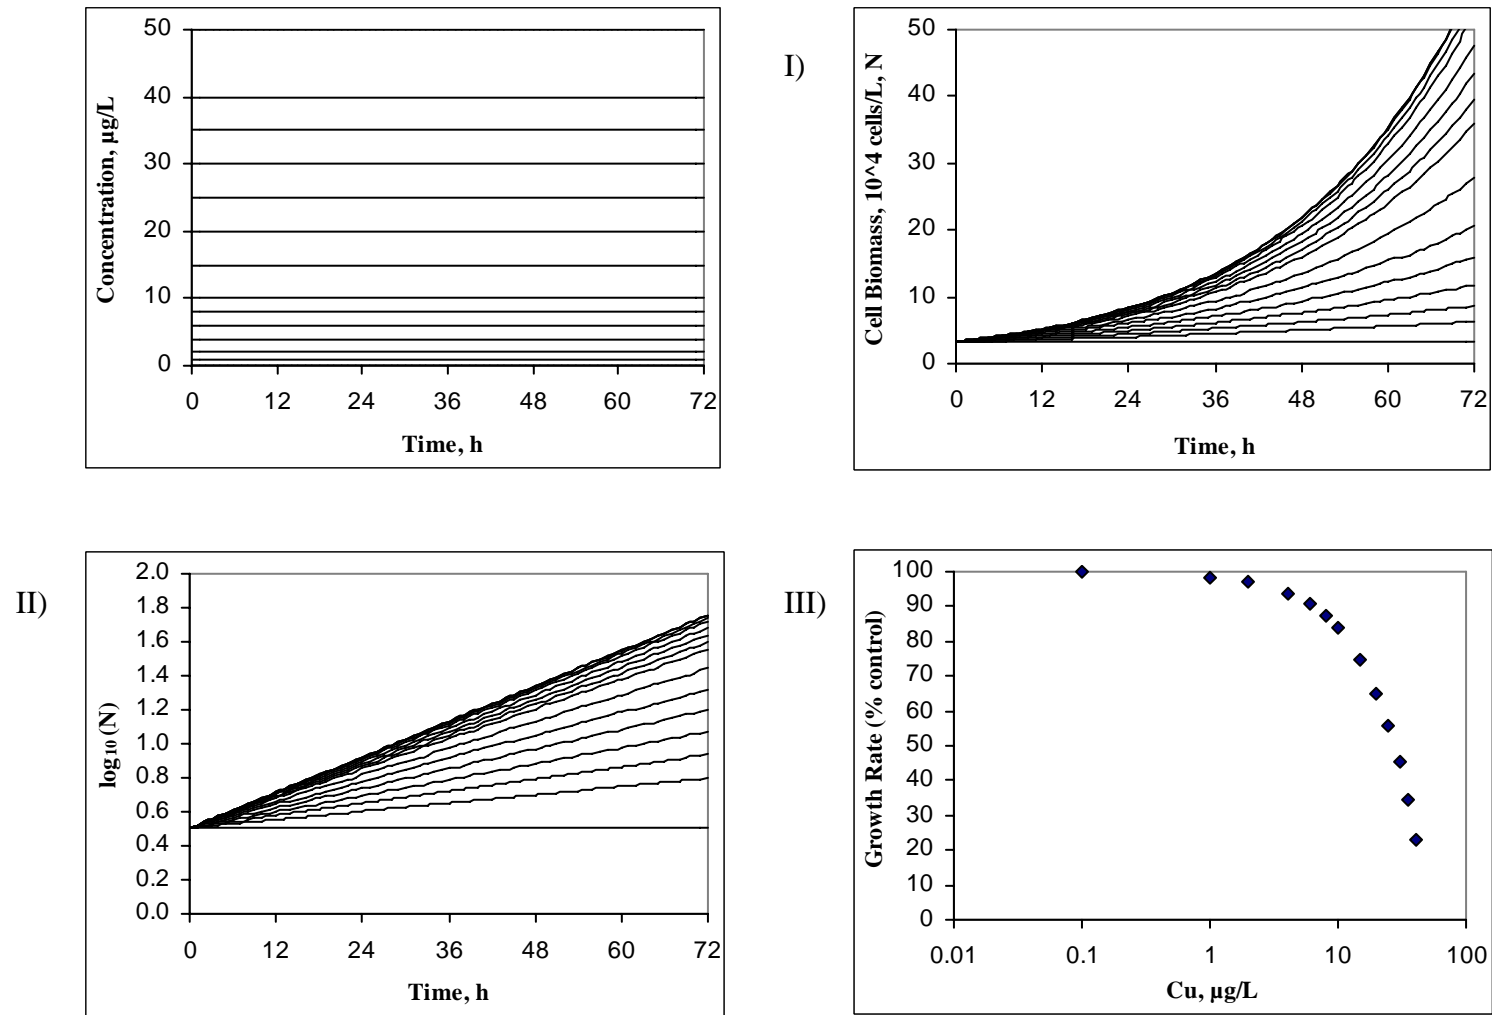 50
40
30
20
10
0
Concentration, µg/L
0 12 24 36 48 60 72
Time, h
I)
50
40
30
20
10
0
Cell Biomass, 10^4 cells/L, N
0 12 24 36 48 60 72
Time, h
II)
2.0
1.8
1.6
1.4
1.2
1.0
0.8
0.6
0.4
0.2
0.0
log10 (N)
0 12 24 36 48 60 72
Time, h
III)
100
90
80
70
60
50
40
30
20
10
0
Growth Rate (% control)
0.01 0.1 1 10 100
Cu, µg/L